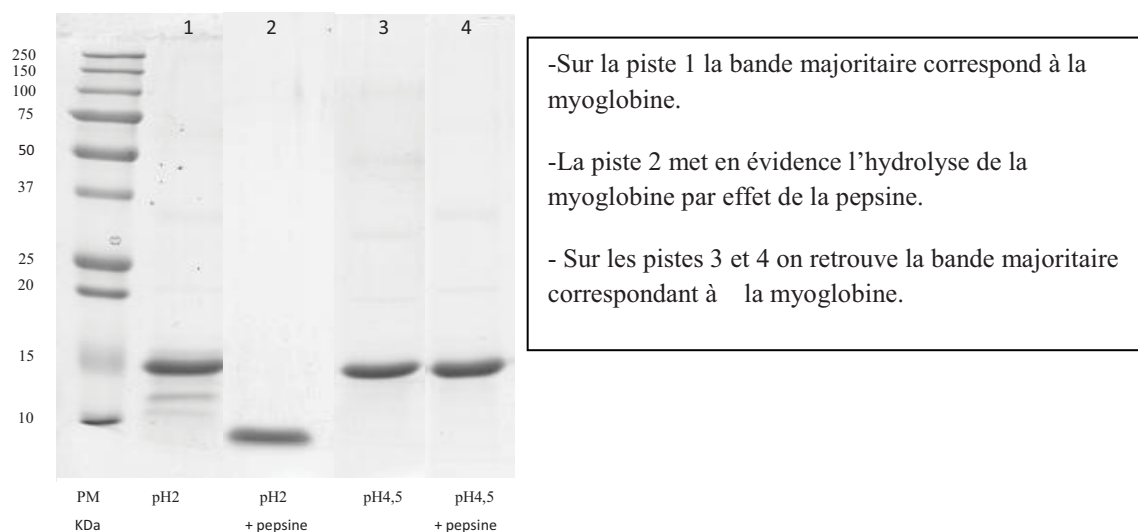 1 2 3 4
250
150
100
75
50
37
25
20
15
10
PM pH2 pH2 pH4,5 pH4,5
KDa + pepsine + pepsine
-Sur la piste 1 la bande majoritaire correspond à la
myoglobine.
-La piste 2 met en évidence l’hydrolyse de la
myoglobine par effet de la pepsine.
- Sur les pistes 3 et 4 on retrouve la bande majoritaire
correspondant à la myoglobine.